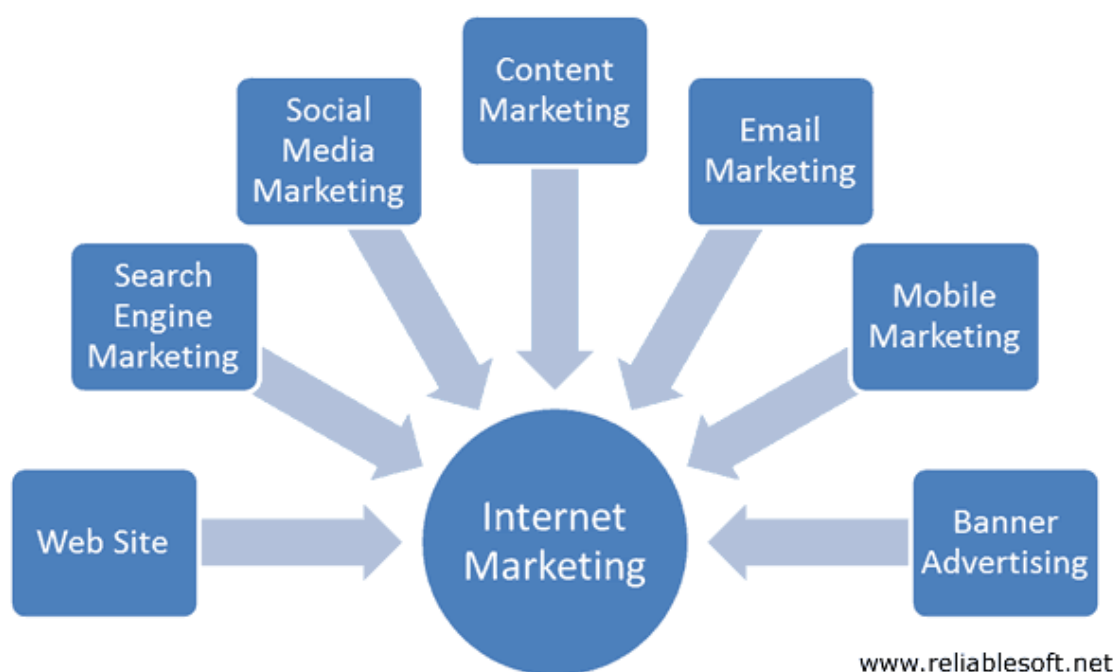 Content
Marketing
Social
Media
Marketing
Email
Marketing
Search
Engine
Marketing
Mobile
Marketing
Web Site
Internet
Marketing
Banner
Advertising
www.reliablesoft.net